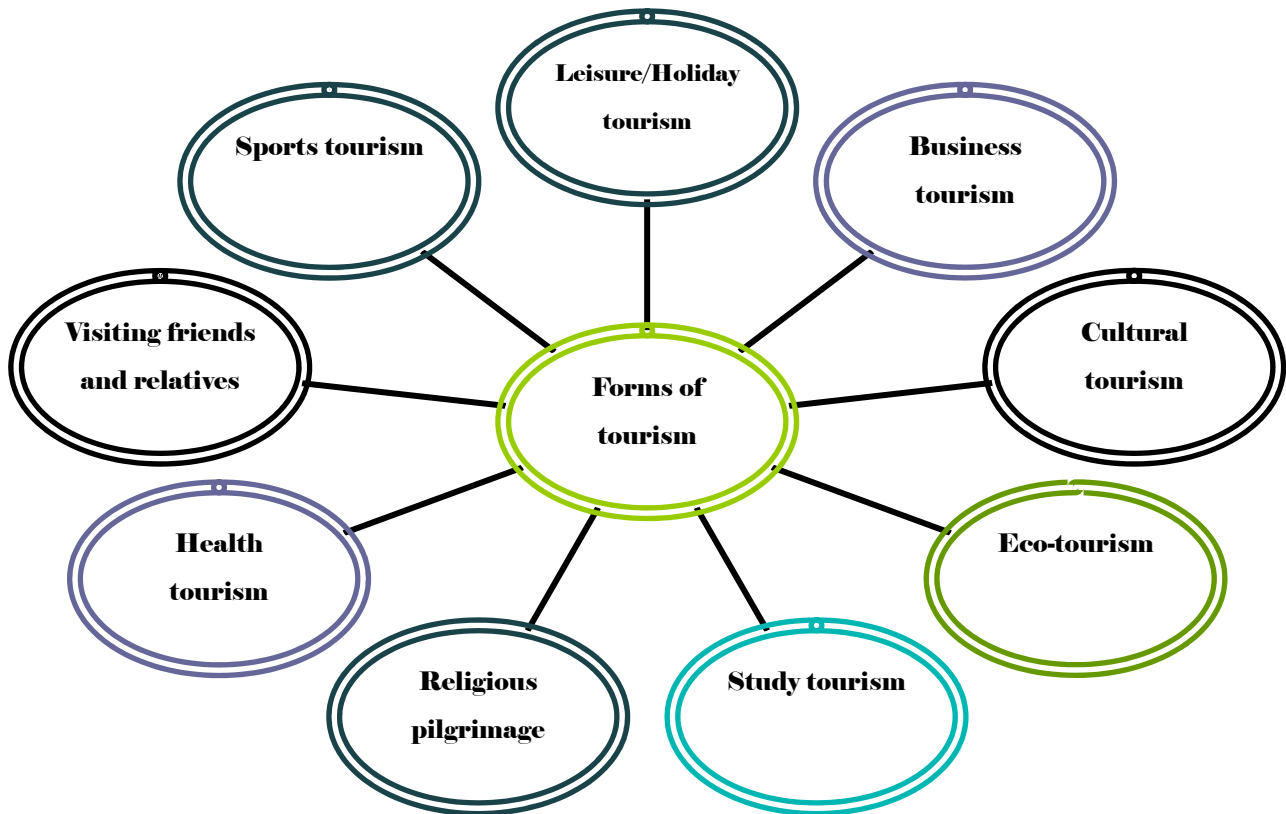 Leisure/Holiday
tourism
Sports tourism
Business
tourism
Visiting friends
and relatives
Cultural
tourism
Forms of
tourism
Health
tourism
Eco-tourism
Religious
pilgrimage
Study tourism